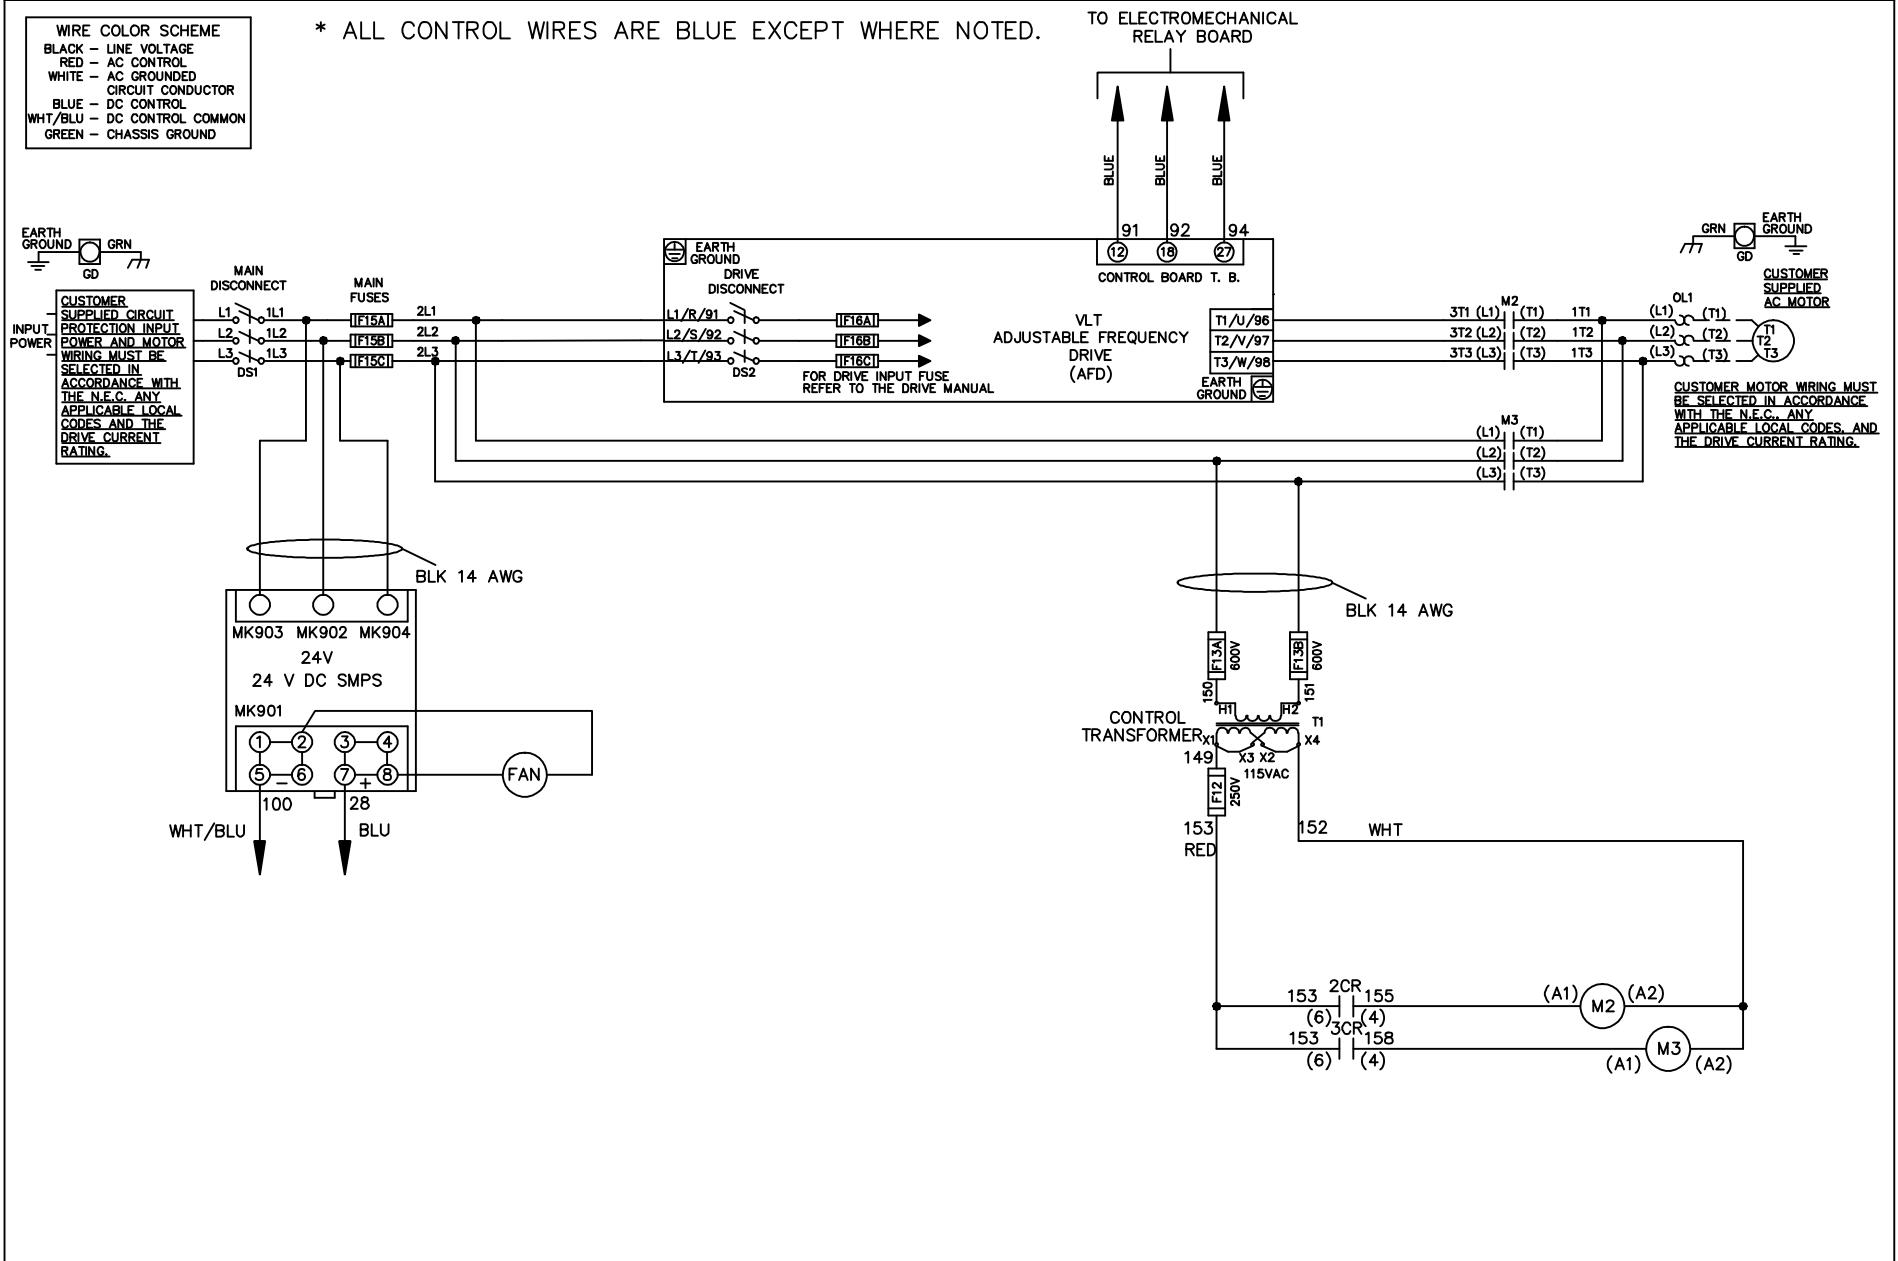 WIRE COLOR SCHEME
BLACK – LINE VOLTAGE
RED – AC CONTROL
WHITE – AC GROUNDED
CIRCUIT CONDUCTOR
BLUE – DC CONTROL
WHT/BLU – DC CONTROL COMMON
GREEN – CHASSIS GROUND
* ALL CONTROL WIRES ARE BLUE EXCEPT WHERE NOTED.
TO ELECTROMECHANICAL
RELAY BOARD
BLUE
BLUE
BLUE
91 92 94
12 18 27
CONTROL BOARD T. B.
EARTH
GROUND
GRN
GD
INPUT
POWER
CUSTOMER
SUPPLIED CIRCUIT
PROTECTION INPUT
POWER AND MOTOR
WIRING MUST BE
SELECTED IN
ACCORDANCE WITH
THE N.E.C. ANY
APPLICABLE LOCAL
CODES AND THE
DRIVE CURRENT
RATING.
MAIN
DISCONNECT
L1 1L1
L2 1L2
L3 1L3
DS1
MAIN
FUSES
F15A
F15B
F15C
2L1
2L2
2L3
EARTH
GROUND
DRIVE
DISCONNECT
L1/R/91
L2/S/92
L3/T/93
DS2
F16A
F16B
F16C
FOR DRIVE INPUT FUSE
REFER TO THE DRIVE MANUAL
VLT
ADJUSTABLE FREQUENCY
DRIVE
(AFD)
T1/U/96
T2/V/97
T3/W/98
EARTH
GROUND
M2
3T1 (L1) (T1) 1T1
3T2 (L2) (T2) 1T2
3T3 (L3) (T3) 1T3
M3
(L1) (T1)
(L2) (T2)
(L3) (T3)
GRN
EARTH
GROUND
GD
CUSTOMER
SUPPLIED
AC MOTOR
OL1
(L1) (T1)
(L2) (T2)
(L3) (T3)
T1
T2
T3
CUSTOMER MOTOR WIRING MUST
BE SELECTED IN ACCORDANCE
WITH THE N.E.C., ANY
APPLICABLE LOCAL CODES, AND
THE DRIVE CURRENT RATING.
BLK 14 AWG
MK903 MK902 MK904
24V
24 V DC SMPS
MK901
1 2 3 4
5 – 6 7 + 8
FAN
100 28
WHT/BLU BLU
BLK 14 AWG
F13A
600V
F13B
600V
150
151
H1 H2
T1
CONTROL
TRANSFORMER
X1 X3 X2 X4
149
115VAC
F12
250V
153
RED
152
WHT
153 2CR 155
(6) (4)
(A1) M2 (A2)
153 3CR 158
(6) (4)
(A1) M3 (A2)